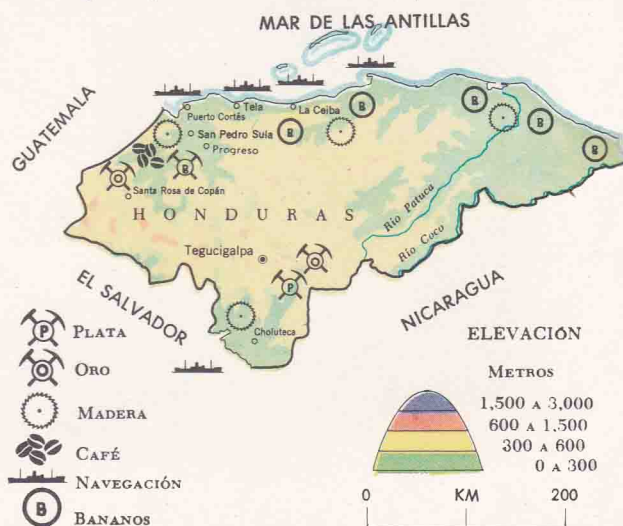 MAR DE LAS ANTILLAS
GUATEMALA
Puerto Cortés
Tela
La Ceiba
San Pedro Sula
Progreso
B
B
B
B
B
B
Santa Rosa de Copán
HONDURAS
Río Patuca
Río Coco
Tegucigalpa
P
EL SALVADOR
NICARAGUA
Choluteca
P PLATA
ORO
MADERA
CAFÉ
NAVEGACIÓN
B BANANOS
ELEVACIÓN
METROS
1,500 A 3,000
600 A 1,500
300 A 600
0 A 300
0 KM 200